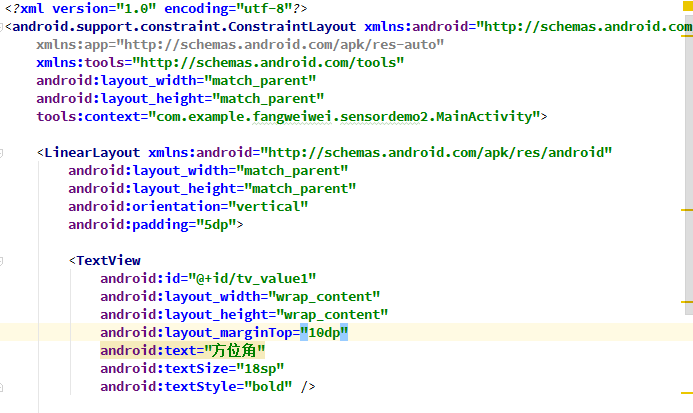 <?xml version="1.0" encoding="utf-8"?>
<android.support.constraint.ConstraintLayout xmlns:android="http://schemas.android.com
xmlns:app="http://schemas.android.com/apk/res-auto"
xmlns:tools="http://schemas.android.com/tools"
android:layout_width="match_parent"
android:layout_height="match_parent"
tools:context="com.example.fangweiwei.sensordemo2.MainActivity">
<LinearLayout xmlns:android="http://schemas.android.com/apk/res/android"
android:layout_width="match_parent"
android:layout_height="match_parent"
android:orientation="vertical"
android:padding="5dp">
<TextView
android:id="@+id/tv_value1"
android:layout_width="wrap_content"
android:layout_height="wrap_content"
android:layout_marginTop="10dp"
android:text="方位角"
android:textSize="18sp"
android:textStyle="bold" />